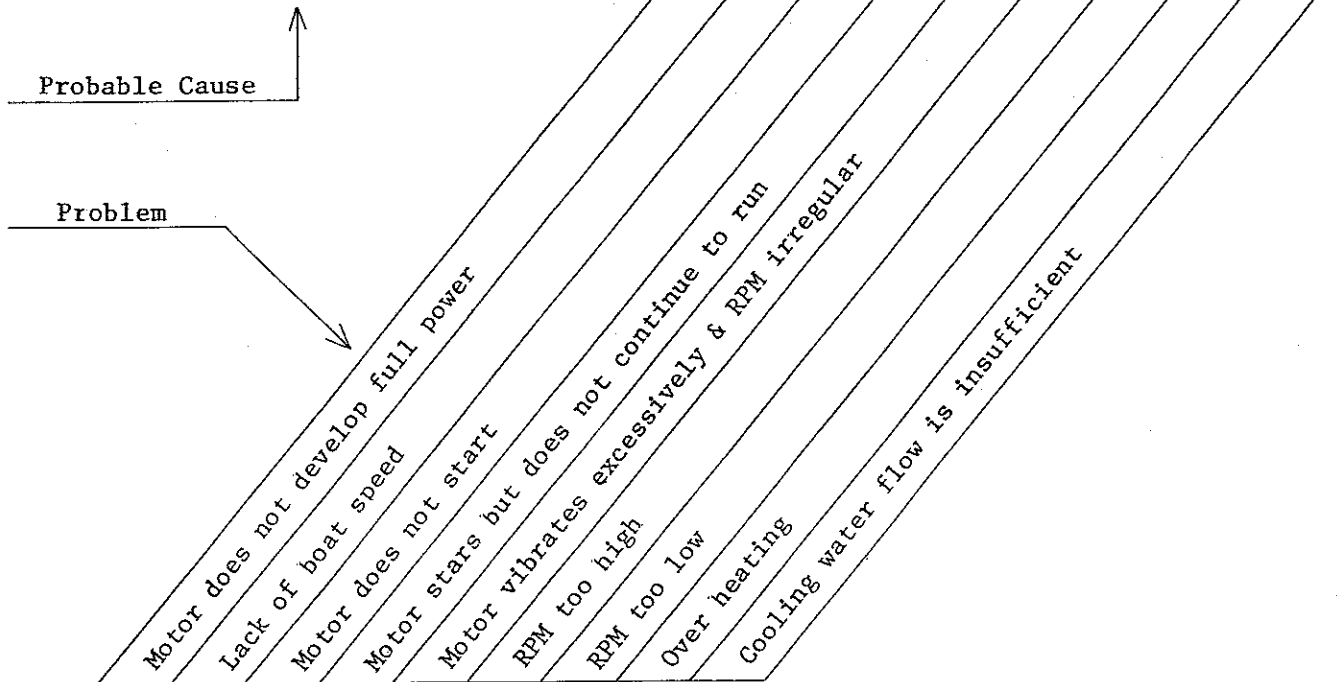 Probable Cause
Problem
Motor does not develop full power
Lack of boat speed
Motor does not start
Motor stars but does not continue to run
Motor vibrates excessively & RPM irregular
RPM too high
RPM too low
Over heating
Cooling water flow is insufficient